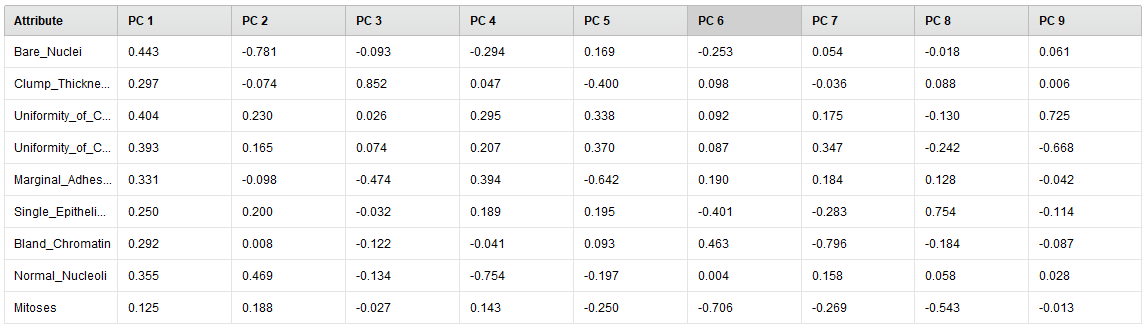 Attribute PC 1 PC 2 PC 3 PC 4 PC 5 PC 6 PC 7 PC 8 PC 9
Bare_Nuclei 0.443 -0.781 -0.093 -0.294 0.169 -0.253 0.054 -0.018 0.061
Clump_Thickne... 0.297 -0.074 0.852 0.047 -0.400 0.098 -0.036 0.088 0.006
Uniformity_of_C... 0.404 0.230 0.026 0.295 0.338 0.092 0.175 -0.130 0.725
Uniformity_of_C... 0.393 0.165 0.074 0.207 0.370 0.087 0.347 -0.242 -0.668
Marginal_Adhes... 0.331 -0.098 -0.474 0.394 -0.642 0.190 0.184 0.128 -0.042
Single_Epitheli... 0.250 0.200 -0.032 0.189 0.195 -0.401 -0.283 0.754 -0.114
Bland_Chromatin 0.292 0.008 -0.122 -0.041 0.093 0.463 -0.796 -0.184 -0.087
Normal_Nucleoli 0.355 0.469 -0.134 -0.754 -0.197 0.004 0.158 0.058 0.028
Mitoses 0.125 0.188 -0.027 0.143 -0.250 -0.706 -0.269 -0.543 -0.013